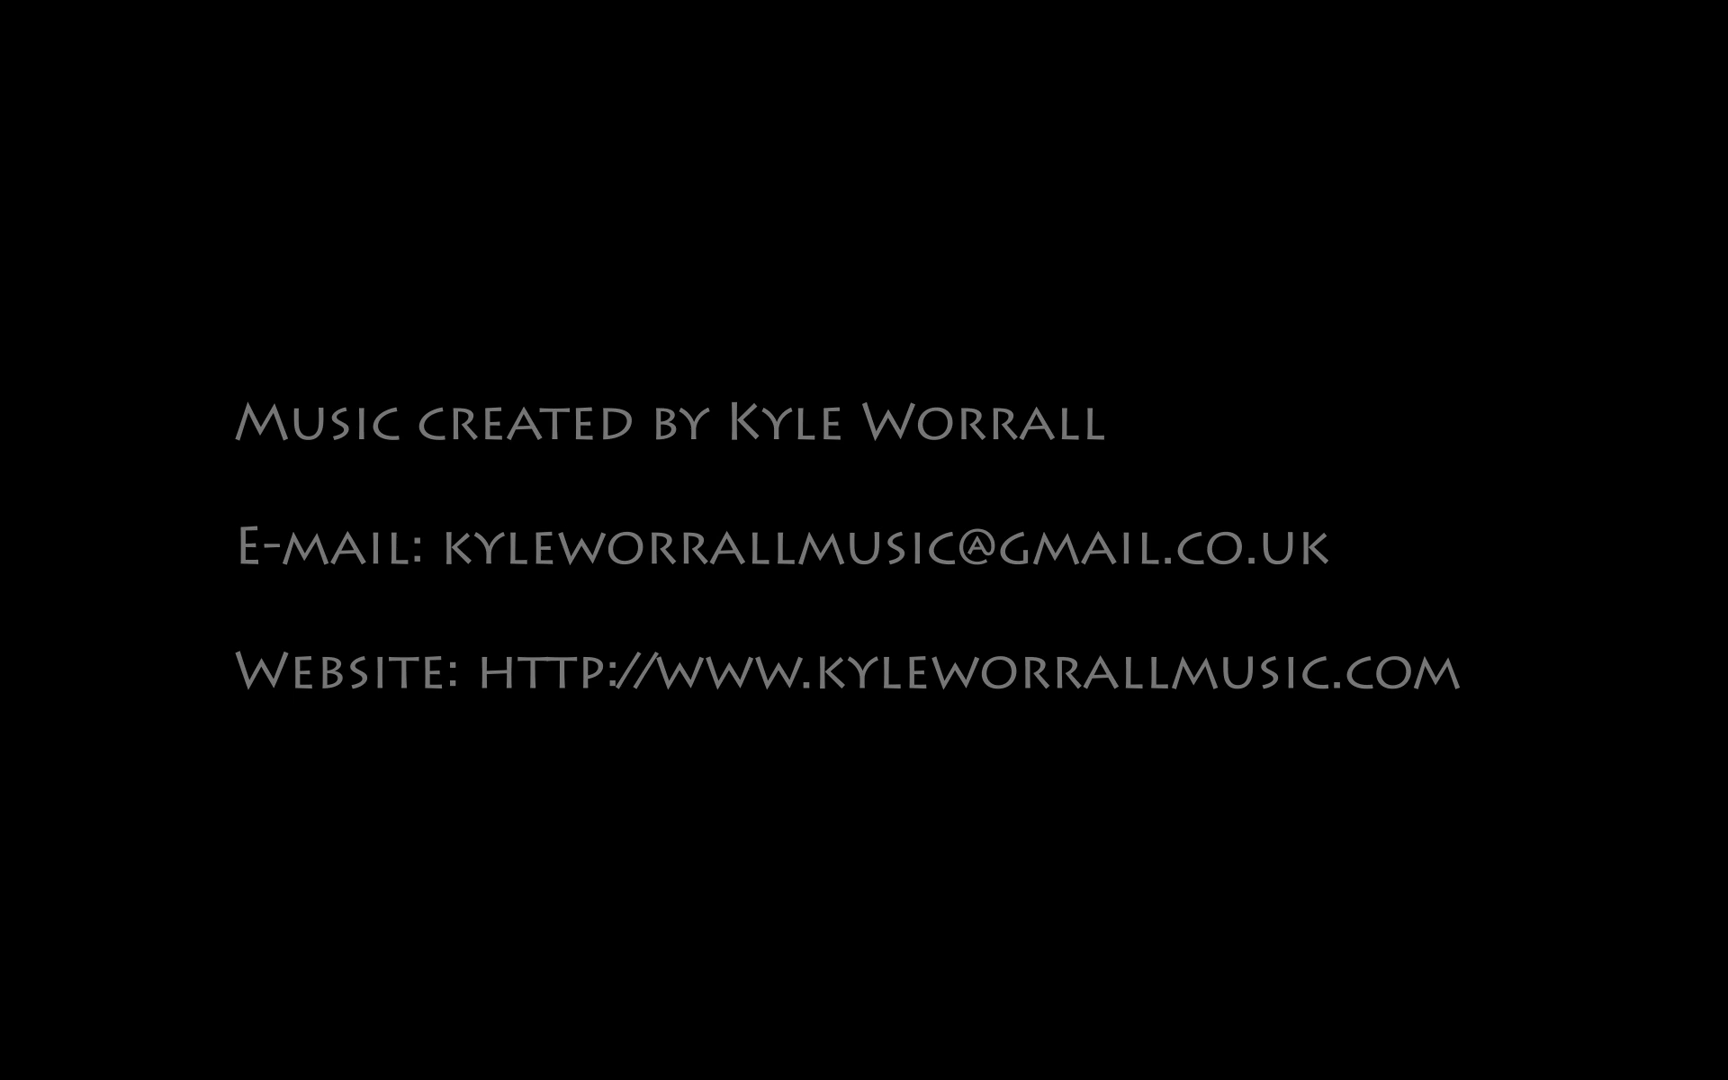 Music created by Kyle Worrall
E-mail: kyleworrallmusic@gmail.co.uk
Website: http://www.kyleworrallmusic.com